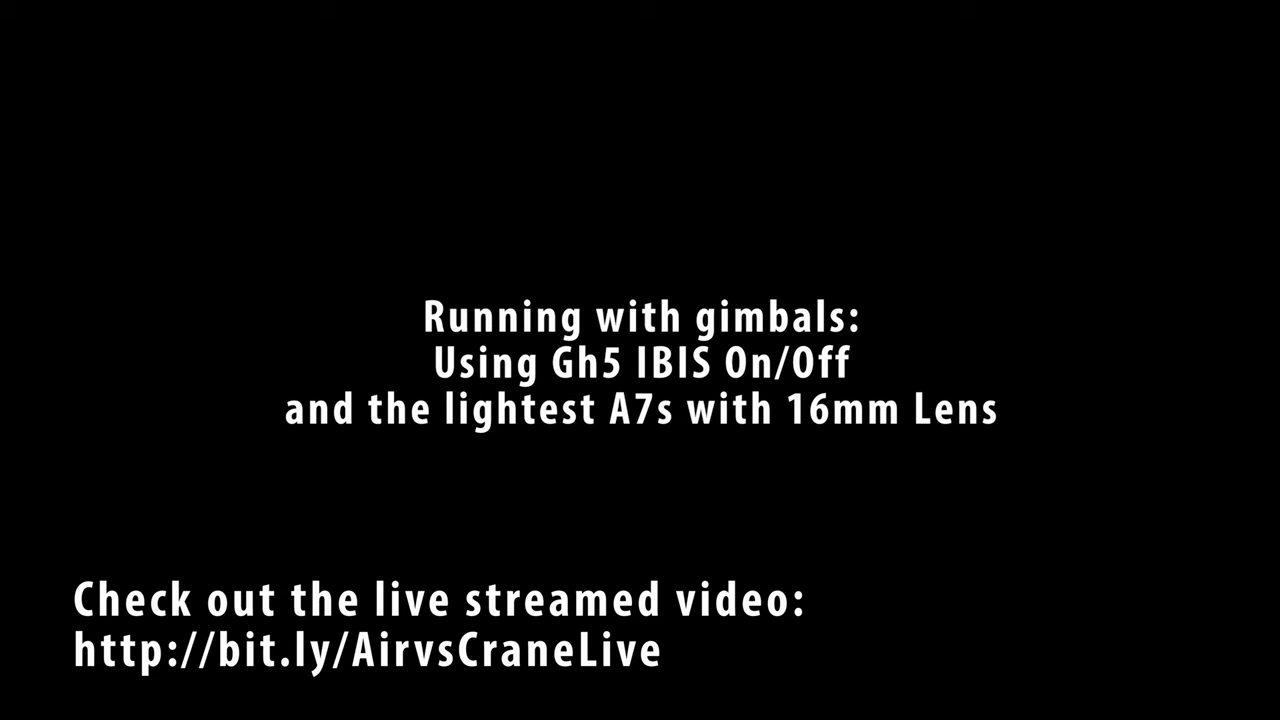 Running with gimbals:
Using Gh5 IBIS On/Off
and the lightest A7s with 16mm Lens
Check out the live streamed video:
http://bit.ly/AirvsCraneLive